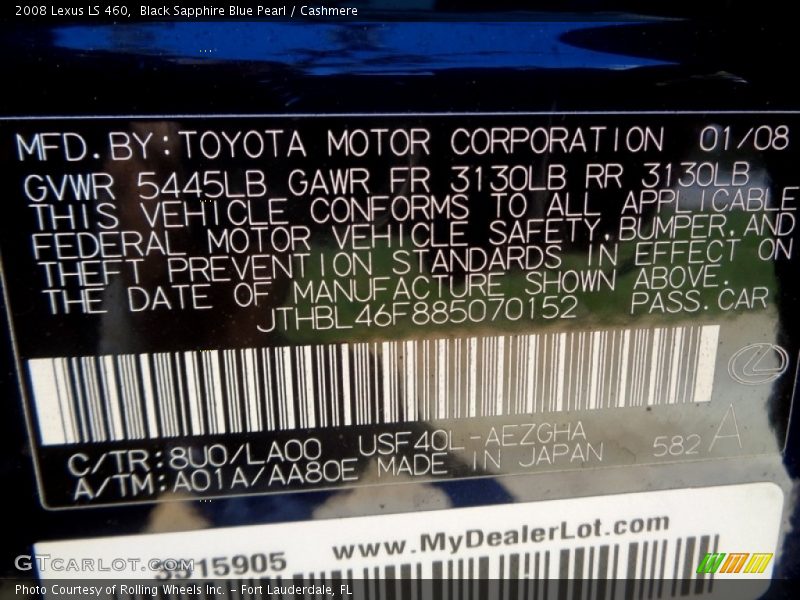 2008 Lexus LS 460,  Black Sapphire Blue Pearl / Cashmere
MFD.BY:TOYOTA MOTOR CORPORATION 01/08
GVWR 5445LB GAWR FR 3130LB RR 3130LB
THIS VEHICLE CONFORMS TO ALL APPLICABLE
FEDERAL MOTOR VEHICLE SAFETY,BUMPER,AND
THEFT PREVENTION STANDARDS IN EFFECT ON
THE DATE OF MANUFACTURE SHOWN ABOVE.
JTHBL46F885070152 PASS.CAR
C/TR:8U0/LA00 USF40L-AEZGHA
A/TM:A01A/AA80E MADE IN JAPAN 582 A
3515905 www.MyDealerLot.com
GTCARLOT.COM
Photo Courtesy of Rolling Wheels Inc. – Fort Lauderdale, FL